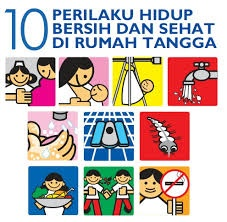 10 PERILAKU HIDUP
BERSIH DAN SEHAT
DI RUMAH TANGGA